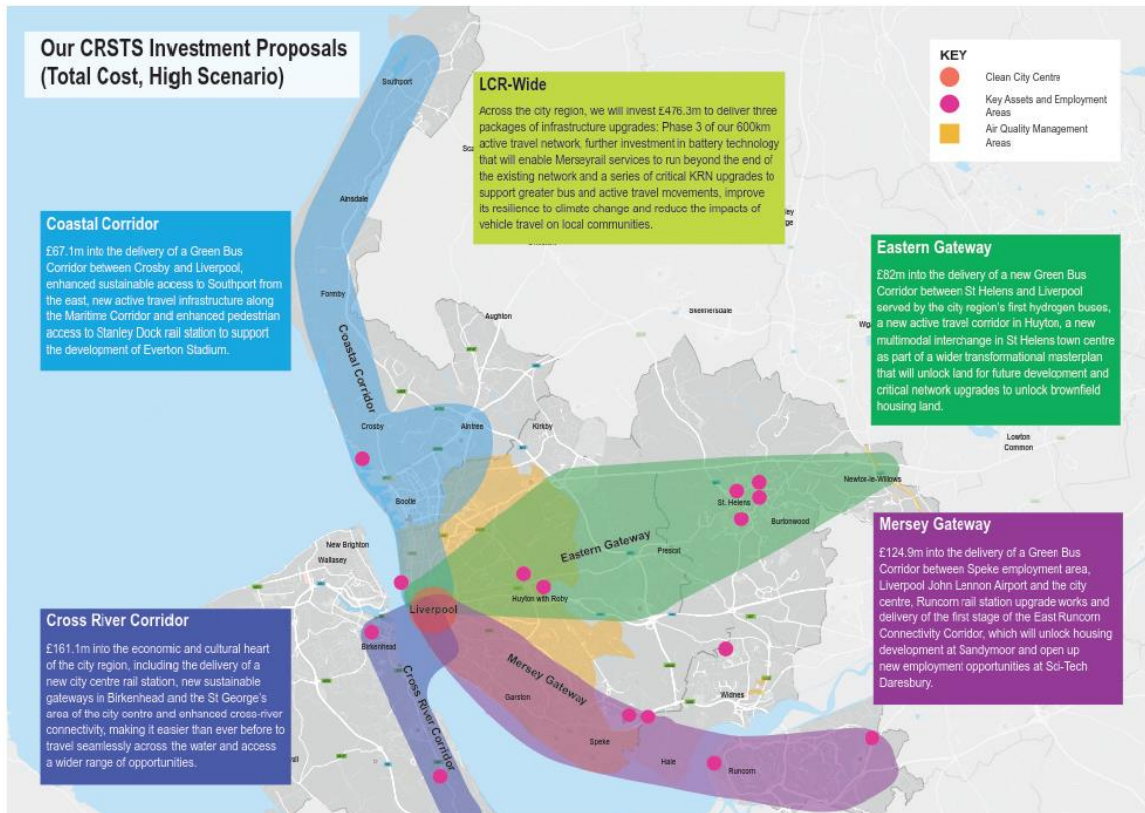 Our CRSTS Investment Proposals
(Total Cost, High Scenario)
LCR-Wide
Across the city region, we will invest £476.3m to deliver three
packages of infrastructure upgrades: Phase 3 of our 600km
active travel network, further investment in battery technology
that will enable Merseyrail services to run beyond the end of
the existing network and a series of critical KRN upgrades to
support greater bus and active travel movements, improve
its resilience to climate change and reduce the impacts of
vehicle travel on local communities.
KEY
Clean City Centre
Key Assets and Employment
Areas
Air Quality Management
Areas
Coastal Corridor
£67.1m into the delivery of a Green Bus
Corridor between Crosby and Liverpool,
enhanced sustainable access to Southport from
the east, new active travel infrastructure along
the Maritime Corridor and enhanced pedestrian
access to Stanley Dock rail station to support
the development of Everton Stadium.
Eastern Gateway
£82m into the delivery of a new Green Bus
Corridor between St Helens and Liverpool
served by the city region's first hydrogen buses,
a new active travel corridor in Huyton, a new
multimodal interchange in St Helens town centre
as part of a wider transformational masterplan
that will unlock land for future development and
critical network upgrades to unlock brownfield
housing land.
Mersey Gateway
£124.9m into the delivery of a Green Bus
Corridor between Speke employment area,
Liverpool John Lennon Airport and the city
centre, Runcorn rail station upgrade works and
delivery of the first stage of the East Runcorn
Connectivity Corridor, which will unlock housing
development at Sandymoor and open up
new employment opportunities at Sci-Tech
Daresbury.
Cross River Corridor
£161.1m into the economic and cultural heart
of the city region, including the delivery of a
new city centre rail station, new sustainable
gateways in Birkenhead and the St George's
area of the city centre and enhanced cross-river
connectivity, making it easier than ever before to
travel seamlessly across the water and access
a wider range of opportunities.
Southport
Ainsdale
Formby
Aughton
Skelmersdale
Coastal Corridor
Crosby
Aintree
Kirkby
Lowton
Common
Bootle
St. Helens
Newton-le-Willows
Burtonwood
New Brighton
Wallasey
Eastern Gateway
Prescot
Huyton with Roby
Liverpool
Birkenhead
Mersey Gateway
Garston
Widnes
Cross River Corridor
Speke
Hale
Runcorn